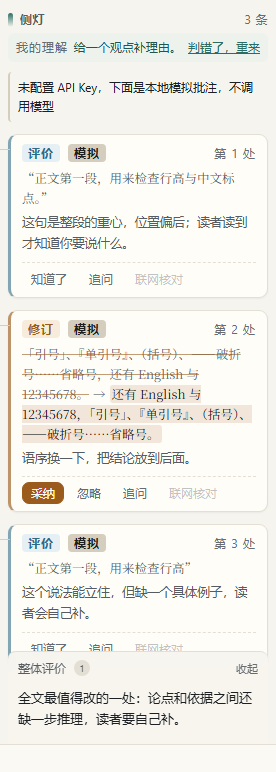 侧灯 3 条
我的理解 给一个观点补理由。 判错了，重来
未配置 API Key，下面是本地模拟批注，不调
用模型
评价 模拟 第 1 处
“正文第一段，用来检查行高与中文标
点。”
这句是整段的重心，位置偏后；读者读到
才知道你要说什么。
知道了 追问 联网核对
修订 模拟 第 2 处
「引号」、『单引号』、（括号）、——破折
号……省略号，还有 English 与
12345678。 → 还有 English 与
12345678，「引号」、『单引号』、（括号）、
——破折号……省略号。
语序换一下，把结论放到后面。
采纳 忽略 追问 联网核对
评价 模拟 第 3 处
“正文第一段，用来检查行高”
这个说法能立住，但缺一个具体例子，读
者会自己补。
知道了 追问 联网核对
整体评价 1 收起
全文最值得改的一处：论点和依据之间还
缺一步推理，读者要自己补。